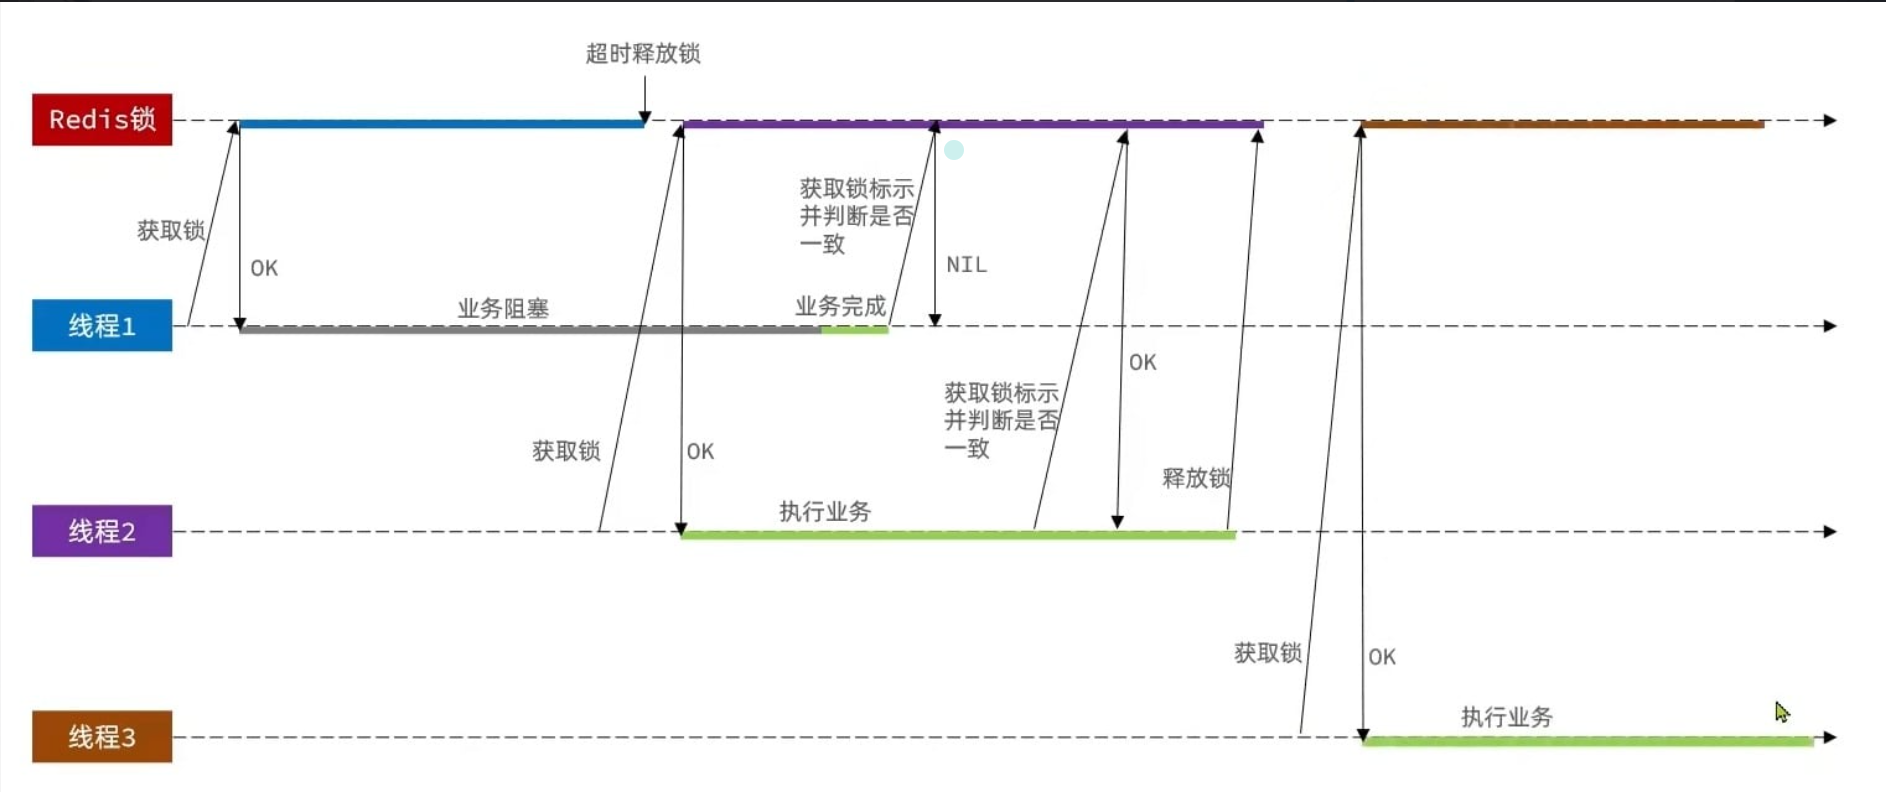 超时释放锁
Redis锁
获取锁标示
并判断是否
一致
获取锁
OK
NIL
业务阻塞
业务完成
线程1
OK
获取锁标示
并判断是否
一致
获取锁
OK
释放锁
执行业务
线程2
获取锁
OK
执行业务
线程3